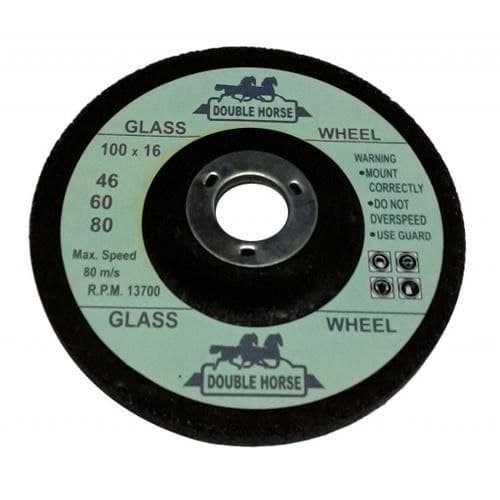 DOUBLE HORSE
GLASS WHEEL
100 x 16
46
60
80
Max. Speed
80 m/s
R.P.M. 13700
WARNING
•MOUNT
CORRECTLY
•DO NOT
DVERSPEED
• USE GUARD
GLASS WHEEL
DOUBLE HORSE